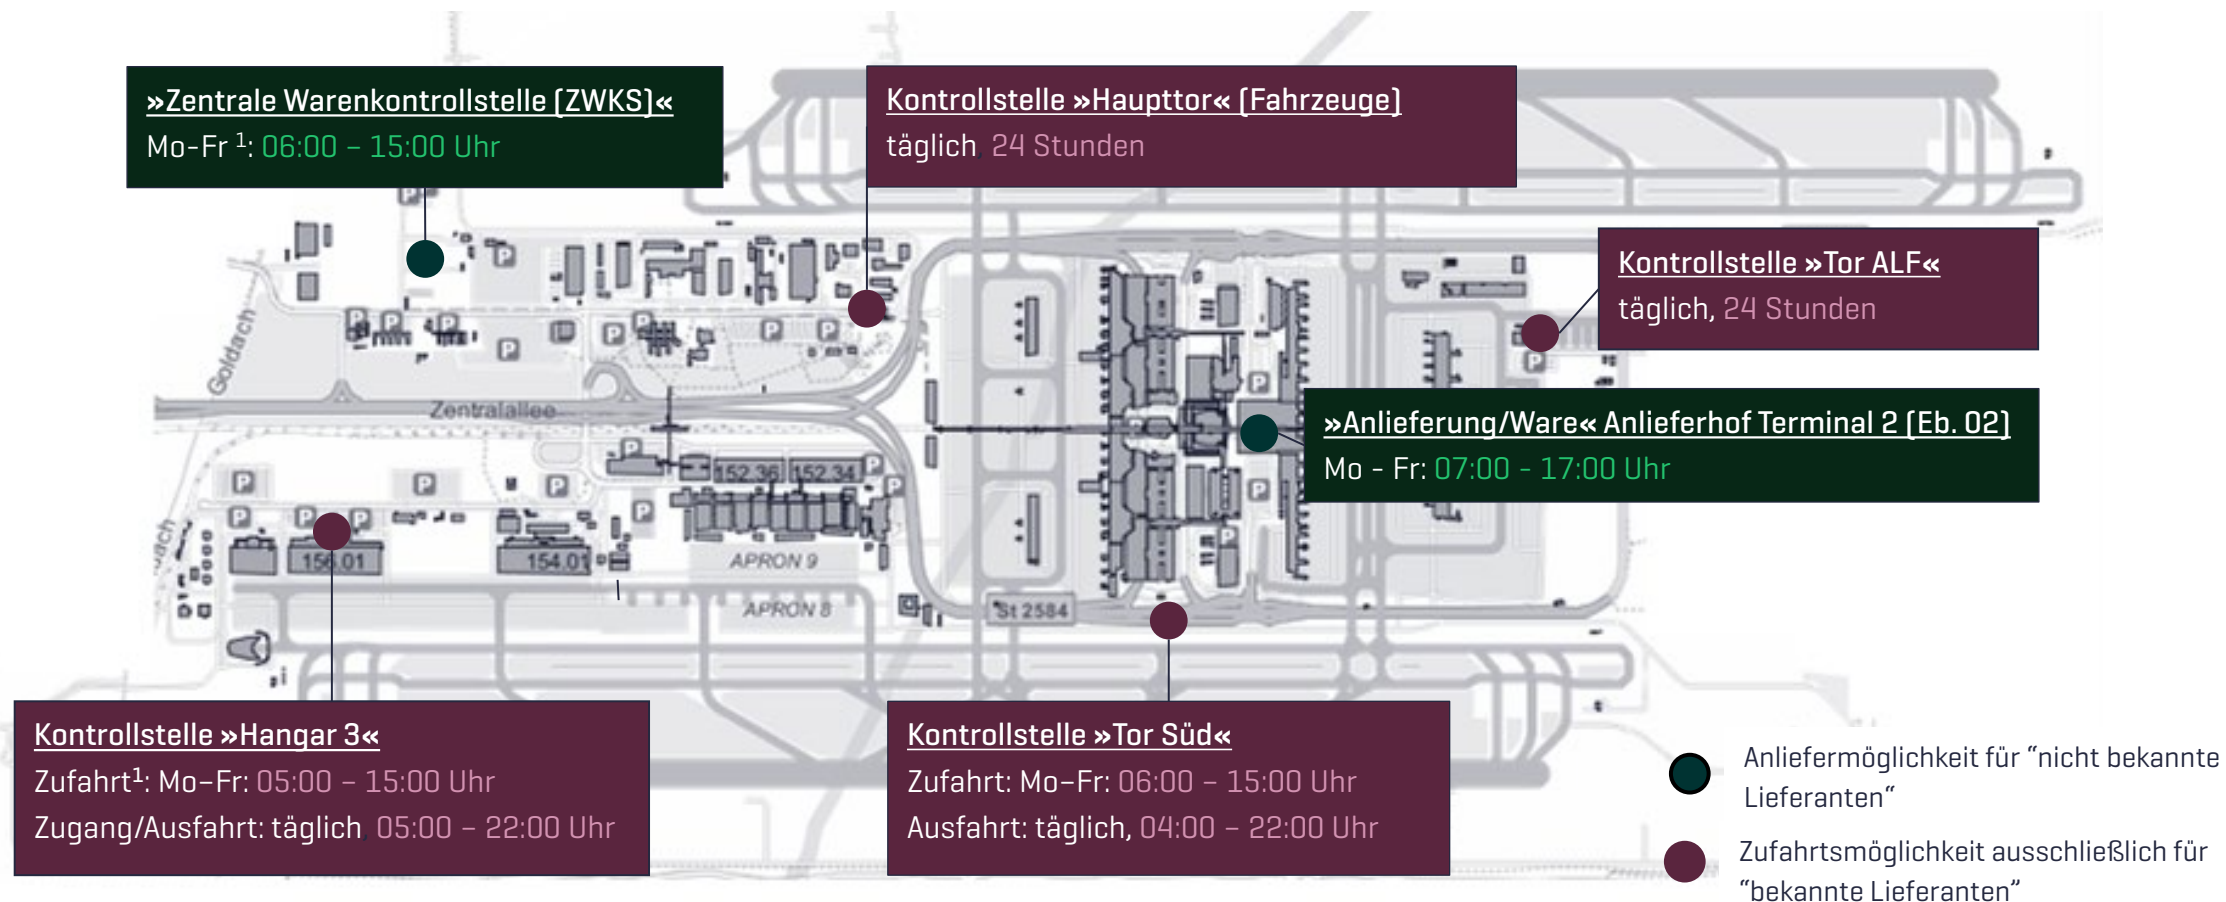 »Zentrale Warenkontrollstelle (ZWKS)«
Mo-Fr ¹: 06:00 – 15:00 Uhr
Kontrollstelle »Haupttor« (Fahrzeuge)
täglich, 24 Stunden
Kontrollstelle »Tor ALF«
täglich, 24 Stunden
»Anlieferung/Ware« Anlieferhof Terminal 2 (Eb. 02)
Mo - Fr: 07:00 - 17:00 Uhr
Goldach
Zentralallee
152.36
152.34
156.01
154.01
APRON 9
APRON 8
St 2584
Kontrollstelle »Hangar 3«
Zufahrt¹: Mo–Fr: 05:00 – 15:00 Uhr
Zugang/Ausfahrt: täglich, 05:00 – 22:00 Uhr
Kontrollstelle »Tor Süd«
Zufahrt: Mo–Fr: 06:00 – 15:00 Uhr
Ausfahrt: täglich, 04:00 – 22:00 Uhr
Anliefermöglichkeit für “nicht bekannte
Lieferanten“
Zufahrtsmöglichkeit ausschließlich für
“bekannte Lieferanten”